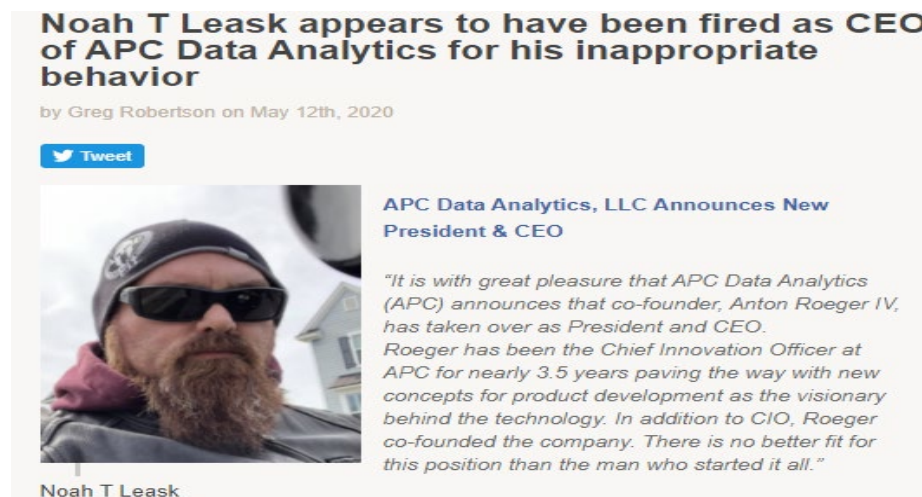 Noah T Leask appears to have been fired as CEO
of APC Data Analytics for his inappropriate
behavior
by Greg Robertson on May 12th, 2020
Tweet
APC Data Analytics, LLC Announces New
President & CEO
“It is with great pleasure that APC Data Analytics
(APC) announces that co-founder, Anton Roeger IV,
has taken over as President and CEO.
Roeger has been the Chief Innovation Officer at
APC for nearly 3.5 years paving the way with new
concepts for product development as the visionary
behind the technology. In addition to CIO, Roeger
co-founded the company. There is no better fit for
this position than the man who started it all.”
Noah T Leask